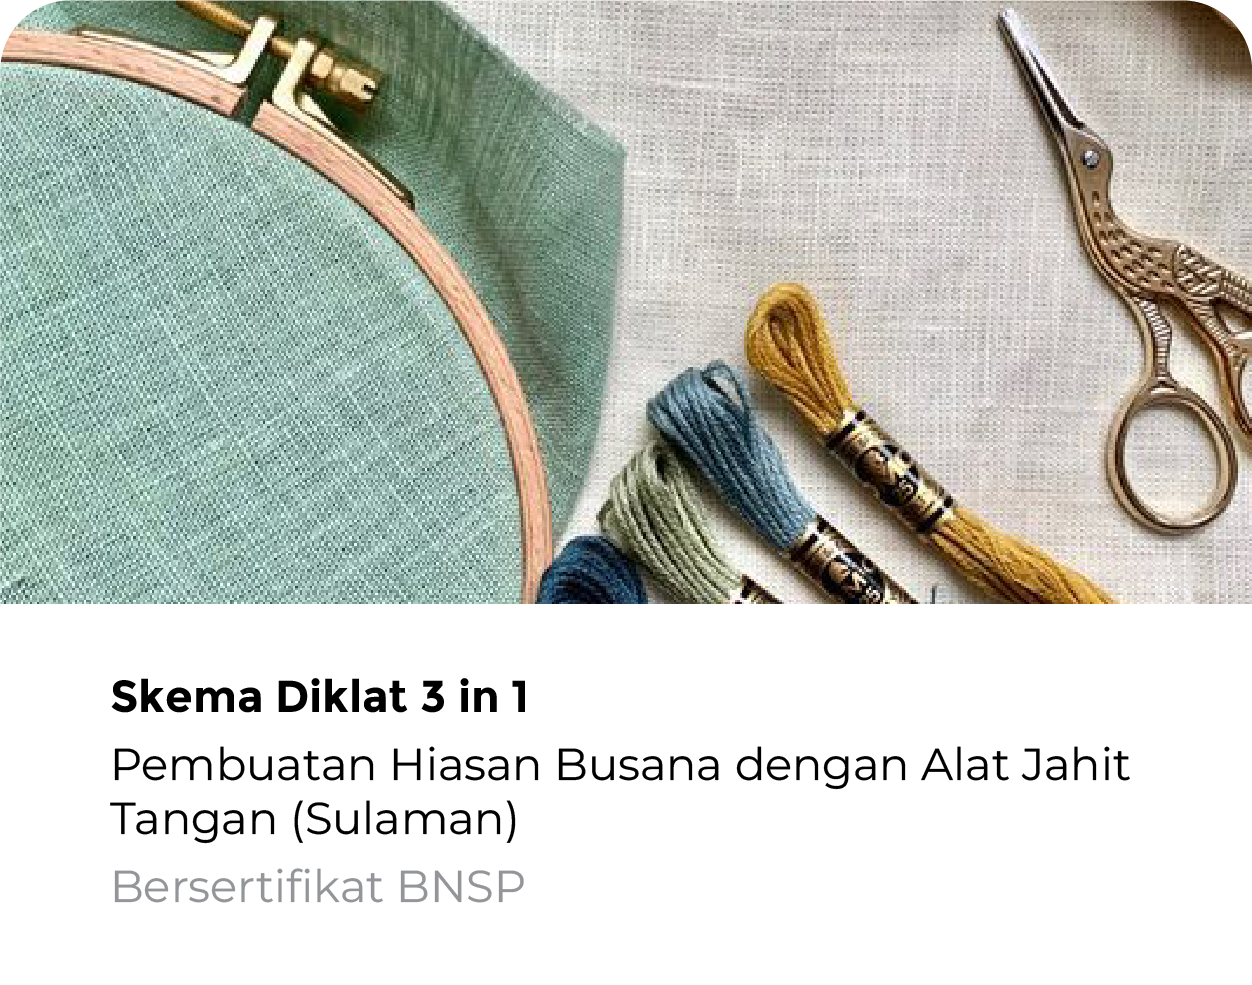 Skema Diklat 3 in 1
Pembuatan Hiasan Busana dengan Alat Jahit
Tangan (Sulaman)
Bersertifikat BNSP